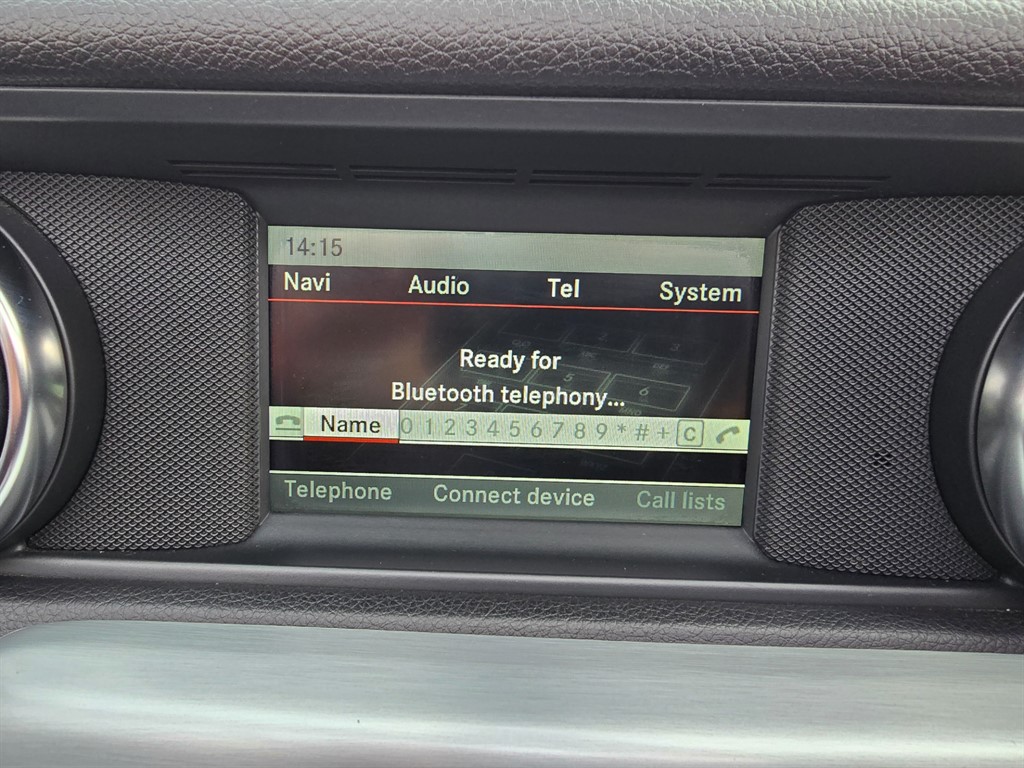 14:15
Navi Audio Tel System
Ready for
Bluetooth telephony...
Name 0 1 2 3 4 5 6 7 8 9 * # + C
Telephone Connect device Call lists